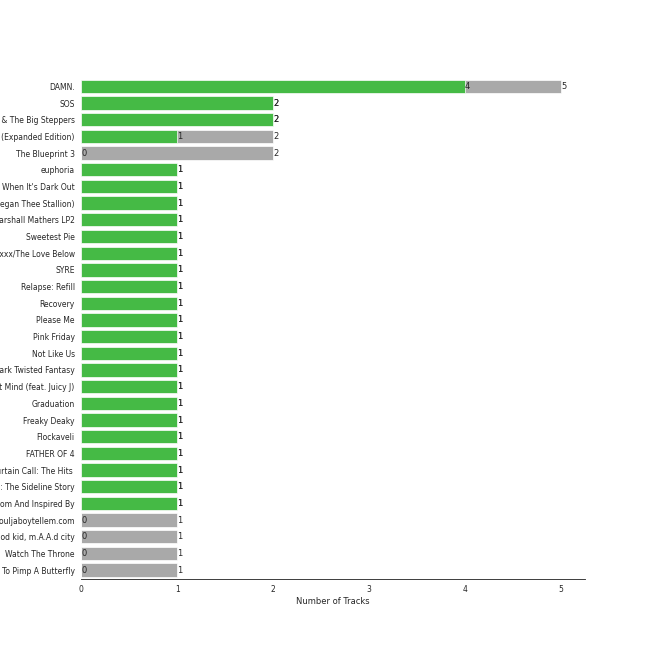 DAMN. 4 5
SOS 2
& The Big Steppers 2
(Expanded Edition) 1 2
The Blueprint 3 0 2
euphoria 1
When It's Dark Out 1
egan Thee Stallion) 1
arshall Mathers LP2 1
Sweetest Pie 1
xxx/The Love Below 1
SYRE 1
Relapse: Refill 1
Recovery 1
Please Me 1
Pink Friday 1
Not Like Us 1
ark Twisted Fantasy 1
t Mind (feat. Juicy J) 1
Graduation 1
Freaky Deaky 1
Flockaveli 1
FATHER OF 4 1
rtain Call: The Hits 1
: The Sideline Story 1
om And Inspired By 1
ouljaboytellem.com 0 1
od kid, m.A.A.d city 0 1
Watch The Throne 0 1
To Pimp A Butterfly 0 1
0 1 2 3 4 5
Number of Tracks